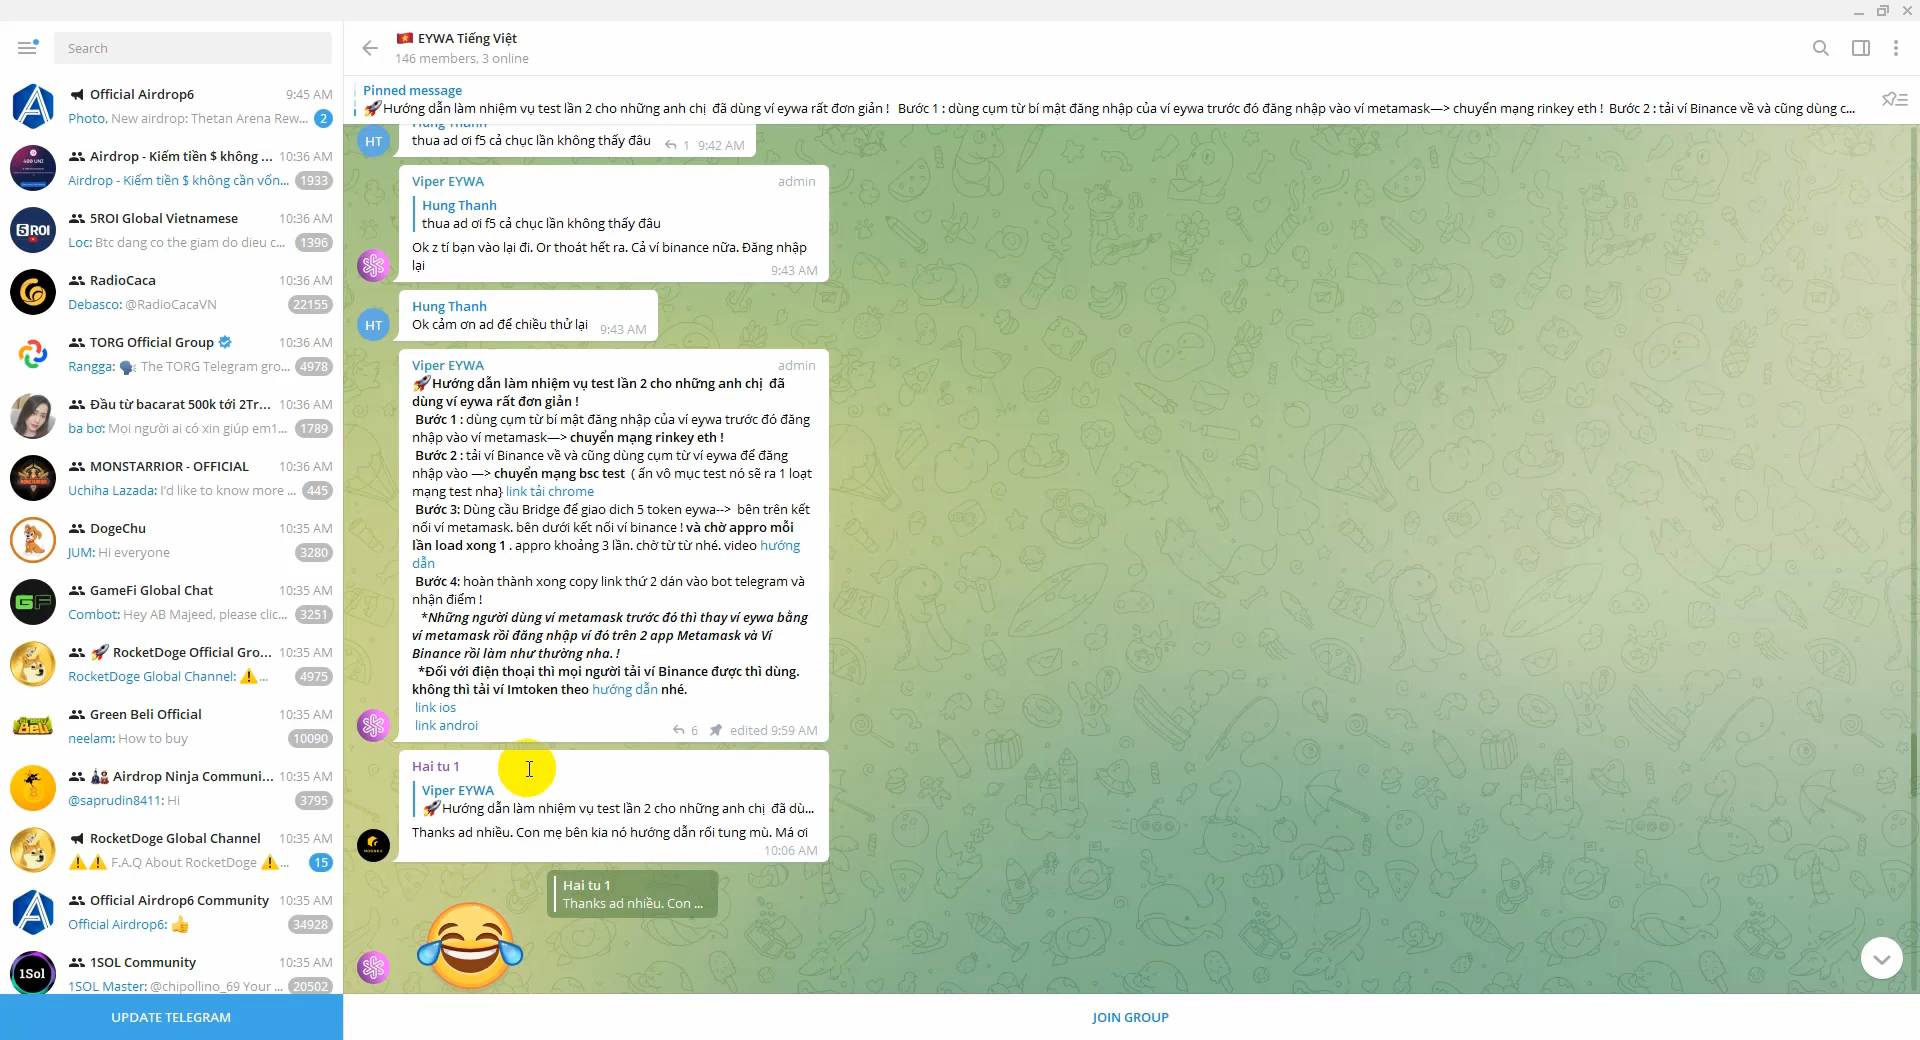 Search
Official Airdrop6 9:45 AM
Photo, New airdrop: Thetan Arena Rew... 2
Airdrop - Kiếm tiền $ không ... 10:36 AM
Airdrop - Kiếm tiền $ không cần vốn... 1933
5ROI Global Vietnamese 10:36 AM
Loc: Btc dang co the giam do dieu c... 1396
RadioCaca 10:36 AM
Debasco: @RadioCacaVN 22155
TORG Official Group 10:36 AM
Rangga: The TORG Telegram gro... 4978
Đầu từ bacarat 500k tới 2Tr... 10:36 AM
ba bơ: Mọi người ai có xin giúp em1... 1789
MONSTARRIOR - OFFICIAL 10:36 AM
Uchiha Lazada: I'd like to know more ... 445
DogeChu 10:35 AM
JUM: Hi everyone 3280
GameFi Global Chat 10:35 AM
Combot: Hey AB Majeed, please clic... 3251
RocketDoge Official Gro... 10:35 AM
RocketDoge Global Channel: ⚠️... 4975
Green Beli Official 10:35 AM
neelam: How to buy 10090
Airdrop Ninja Communi... 10:35 AM
@saprudin8411: Hi 3795
RocketDoge Global Channel 10:35 AM
⚠️⚠️ F.A.Q About RocketDoge ⚠️... 15
Official Airdrop6 Community 10:35 AM
Official Airdrop6: 👍 34928
1SOL Community 10:35 AM
1SOL Master: @chipollino_69 Your ... 20502
UPDATE TELEGRAM
🇻🇳 EYWA Tiếng Việt
146 members, 3 online
Pinned message
🚀Hướng dẫn làm nhiệm vụ test lần 2 cho những anh chị đã dùng ví eywa rất đơn giản ! Bước 1 : dùng cụm từ bí mật đăng nhập của ví eywa trước đó đăng nhập vào ví metamask—> chuyển mạng rinkey eth ! Bước 2 : tải ví Binance về và cũng dùng c...
Hung Thanh
HT
thua ad ơi f5 cả chục lần không thấy đâu 1 9:42 AM
Viper EYWA admin
Hung Thanh
thua ad ơi f5 cả chục lần không thấy đâu
Ok z tí bạn vào lại đi. Or thoát hết ra. Cả ví binance nữa. Đăng nhập
lại
9:43 AM
Hung Thanh
HT
Ok cảm ơn ad để chiều thử lại 9:43 AM
Viper EYWA admin
🚀Hướng dẫn làm nhiệm vụ test lần 2 cho những anh chị đã
dùng ví eywa rất đơn giản !
Bước 1 : dùng cụm từ bí mật đăng nhập của ví eywa trước đó đăng
nhập vào ví metamask—> chuyển mạng rinkey eth !
Bước 2 : tải ví Binance về và cũng dùng cụm từ ví eywa để đăng
nhập vào —> chuyển mạng bsc test ( ấn vô mục test nó sẽ ra 1 loạt
mạng test nha} link tải chrome
Bước 3: Dùng cầu Bridge để giao dich 5 token eywa--> bên trên kết
nối ví metamask. bên dưới kết nối ví binance ! và chờ appro mỗi
lần load xong 1 . appro khoảng 3 lần. chờ từ từ nhé. video hướng
dẫn
Bước 4: hoàn thành xong copy link thứ 2 dán vào bot telegram và
nhận điểm !
*Những người dùng ví metamask trước đó thì thay ví eywa bằng
ví metamask rồi đăng nhập ví đó trên 2 app Metamask và Ví
Binance rồi làm như thường nha. !
*Đối với điện thoại thì mọi người tải ví Binance được thì dùng.
không thì tải ví Imtoken theo hướng dẫn nhé.
link ios
link androi
6 edited 9:59 AM
Hai tu 1
Viper EYWA
🚀Hướng dẫn làm nhiệm vụ test lần 2 cho những anh chị đã dù...
Thanks ad nhiều. Con mẹ bên kia nó hướng dẫn rối tung mù. Má ơi
10:06 AM
Hai tu 1
Thanks ad nhiều. Con ...
JOIN GROUP
5 ROI
GF
1Sol